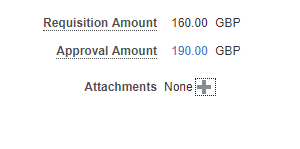 Requisition Amount 160.00 GBP
Approval Amount 190.00 GBP
Attachments None